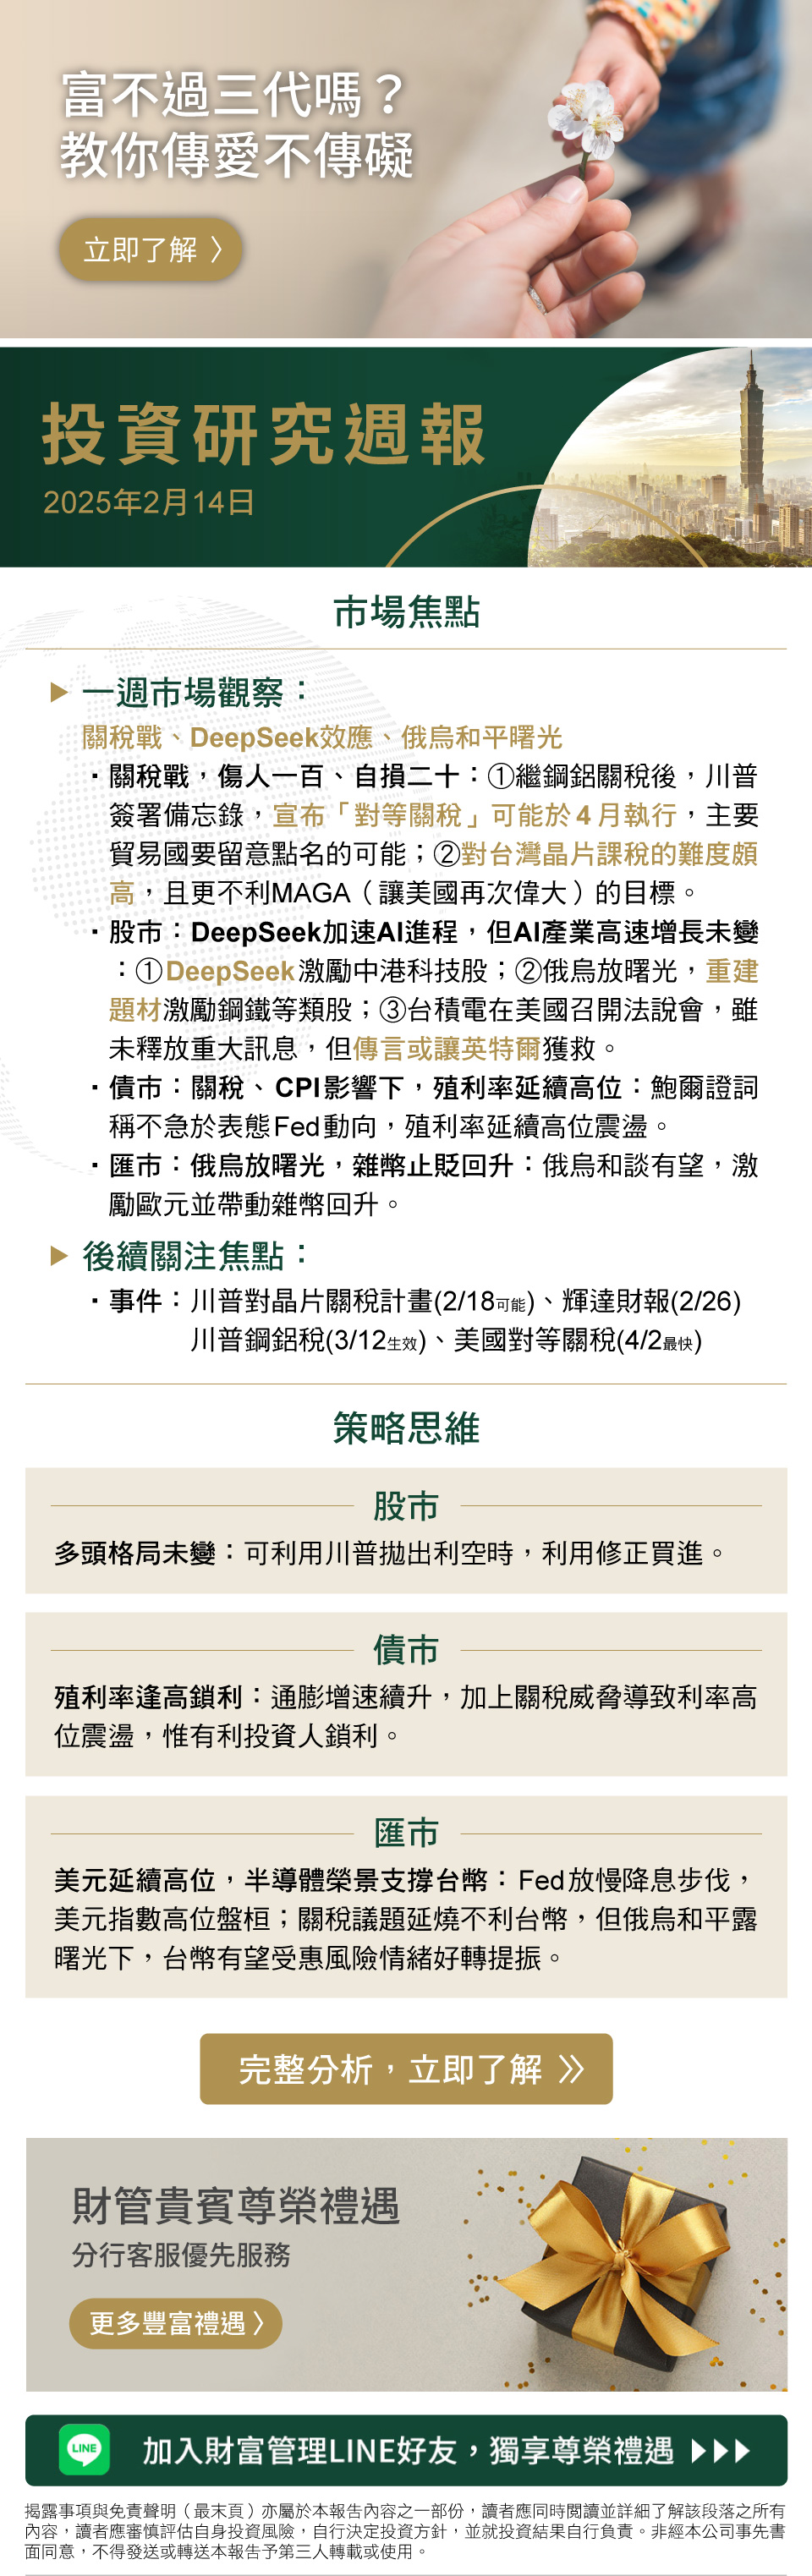 富不過三代嗎？
教你傳愛不傳礙
立即了解 〉
投資研究週報
2025年2月14日
市場焦點
▶ 一週市場觀察：
關稅戰、DeepSeek效應、俄烏和平曙光
・關稅戰，傷人一百、自損二十：①繼鋼鋁關稅後，川普
簽署備忘錄，宣布「對等關稅」可能於4月執行，主要
貿易國要留意點名的可能；②對台灣晶片課稅的難度頗
高，且更不利MAGA（讓美國再次偉大）的目標。
・股市：DeepSeek加速AI進程，但AI產業高速增長未變
：①DeepSeek激勵中港科技股；②俄烏放曙光，重建
題材激勵鋼鐵等類股；③台積電在美國召開法說會，雖
未釋放重大訊息，但傳言或讓英特爾獲救。
・債市：關稅、CPI影響下，殖利率延續高位：鮑爾證詞
稱不急於表態Fed動向，殖利率延續高位震盪。
・匯市：俄烏放曙光，雜幣止貶回升：俄烏和談有望，激
勵歐元並帶動雜幣回升。
▶ 後續關注焦點：
・事件：川普對晶片關稅計畫(2/18可能)、輝達財報(2/26)
川普鋼鋁稅(3/12生效)、美國對等關稅(4/2最快)
策略思維
股市
多頭格局未變：可利用川普拋出利空時，利用修正買進。
債市
殖利率逢高鎖利：通膨增速續升，加上關稅威脅導致利率高
位震盪，惟有利投資人鎖利。
匯市
美元延續高位，半導體榮景支撐台幣：Fed放慢降息步伐，
美元指數高位盤桓；關稅議題延燒不利台幣，但俄烏和平露
曙光下，台幣有望受惠風險情緒好轉提振。
完整分析，立即了解 》
財管貴賓尊榮禮遇
分行客服優先服務
更多豐富禮遇 〉
LINE 加入財富管理LINE好友，獨享尊榮禮遇 ▶▶▶
揭露事項與免責聲明（最末頁）亦屬於本報告內容之一部份，讀者應同時閱讀並詳細了解該段落之所有
內容，讀者應審慎評估自身投資風險，自行決定投資方針，並就投資結果自行負責。非經本公司事先書
面同意，不得發送或轉送本報告予第三人轉載或使用。